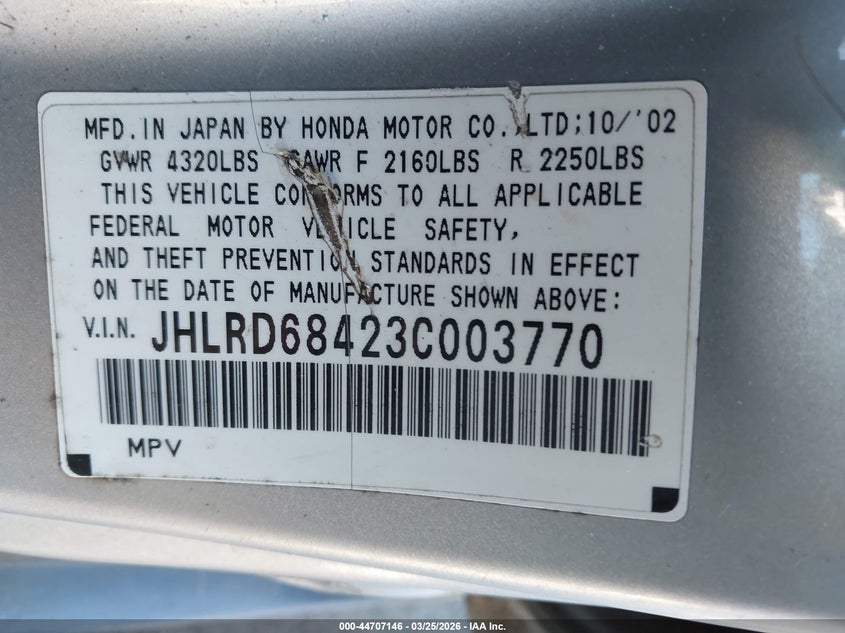 MFD. IN JAPAN BY HONDA MOTOR CO., LTD; 10/'02
GVWR 4320LBS GAWR F 2160LBS R 2250LBS
THIS VEHICLE CONFORMS TO ALL APPLICABLE
FEDERAL MOTOR VEHICLE SAFETY,
AND THEFT PREVENTION STANDARDS IN EFFECT
ON THE DATE OF MANUFACTURE SHOWN ABOVE:
V.I.N. JHLRD68423C003770
MPV
000-44707146 - 03/25/2026 - IAA Inc.